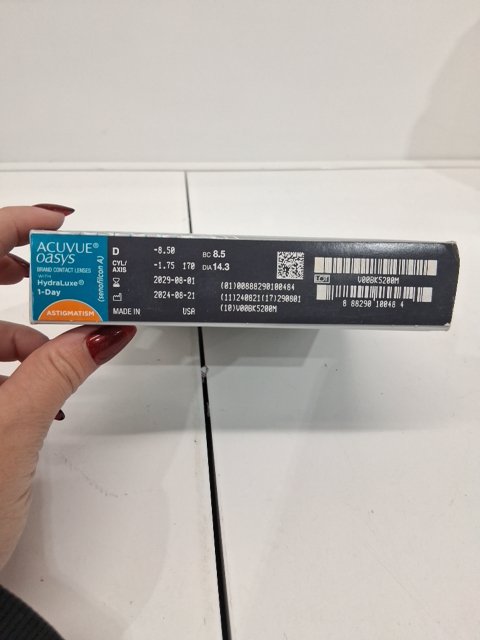 ACUVUE®
OASYS
BRAND CONTACT LENSES
WITH
HydraLuxe®
1-Day
(senofilcon A)
ASTIGMATISM
D -8.50
CYL/AXIS -1.75 170
2029-08-01
2024-08-21
MADE IN USA
BC 8.5
DIA 14.3
(01)00888290100484
(11)240821(17)290801
(10)V00BK5200M
LOT V00BK5200M
8 88290 10048 4